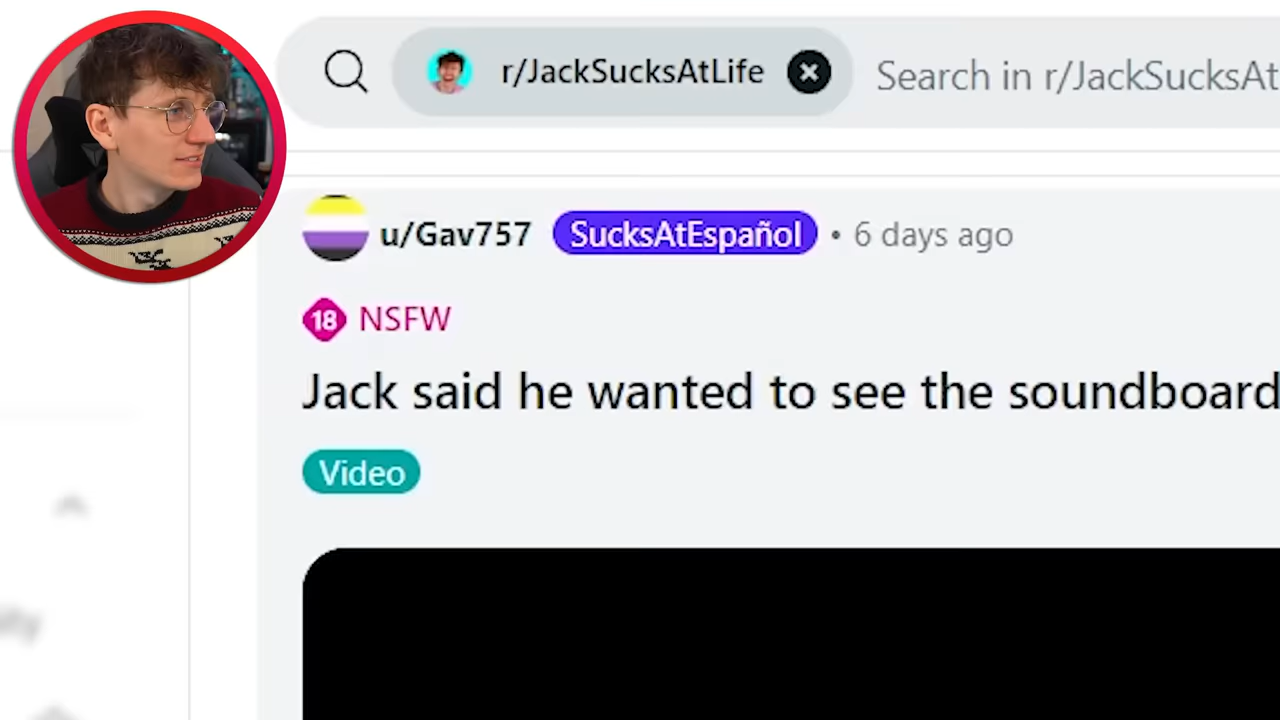 r/JackSucksAtLife
Search in r/JackSucksAt
u/Gav757 SucksAtEspañol • 6 days ago
18 NSFW
Jack said he wanted to see the soundboard
Video